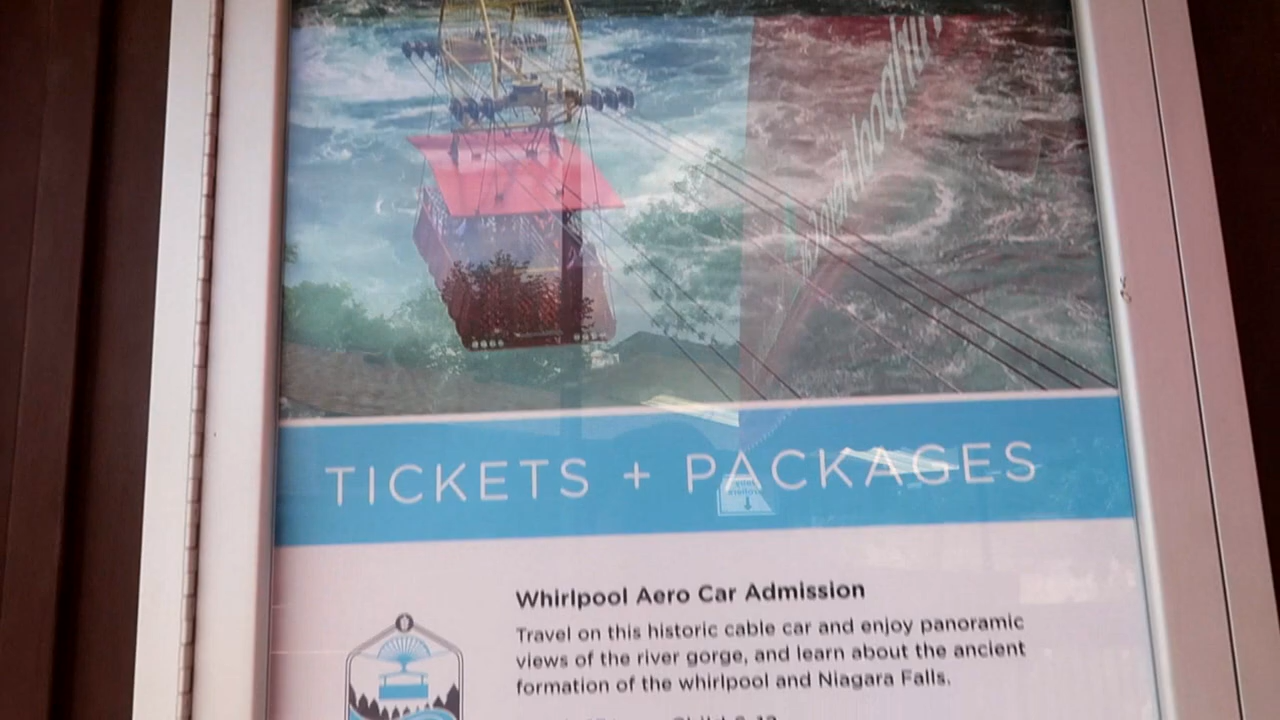 TICKETS + PACKAGES
Whirlpool Aero Car Admission
Travel on this historic cable car and enjoy panoramic
views of the river gorge, and learn about the ancient
formation of the whirlpool and Niagara Falls.